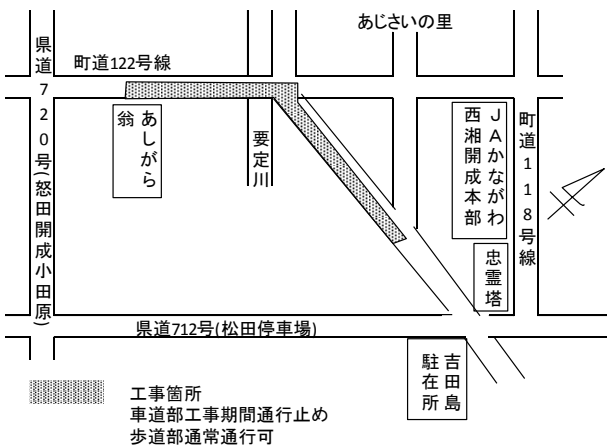 あじさいの里
町道122号線
県道720号(怒田開成小田原)
あしがら
翁
要定川
JAかながわ
西湘開成本部
町道118号線
忠霊塔
県道712号(松田停車場)
吉田島
駐在所
工事箇所
車道部工事期間通行止め
歩道部通常通行可